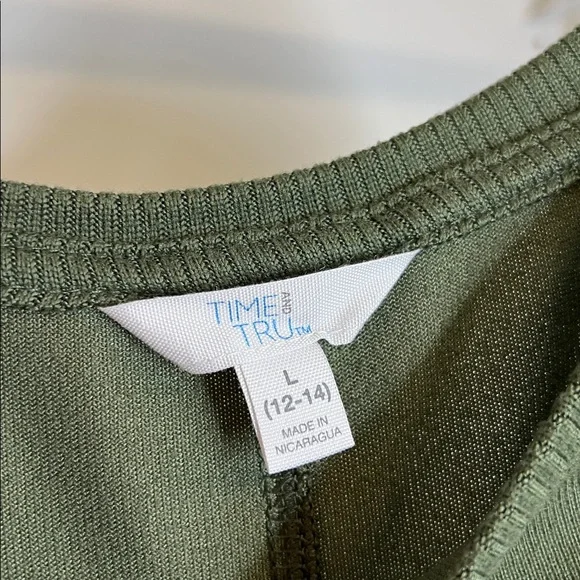 TIME AND
TRU™
L
(12-14)
MADE IN
NICARAGUA